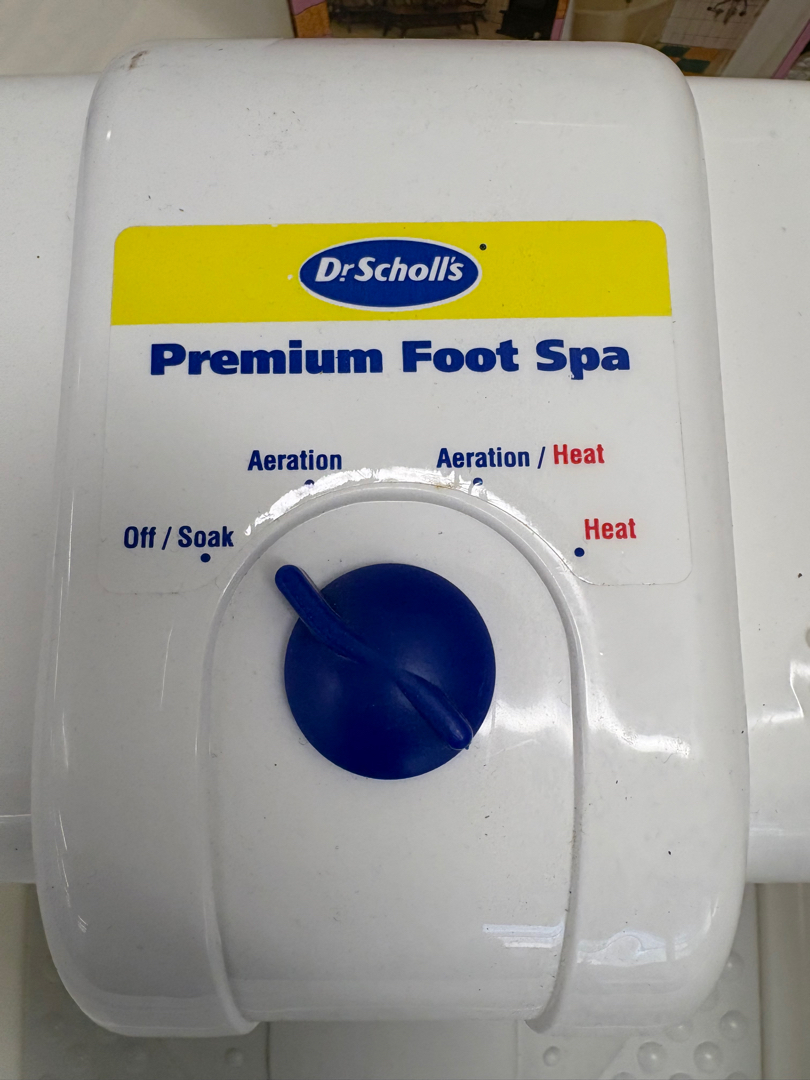 Dr Scholl's
Premium Foot Spa
Aeration
Aeration / Heat
Off / Soak
Heat